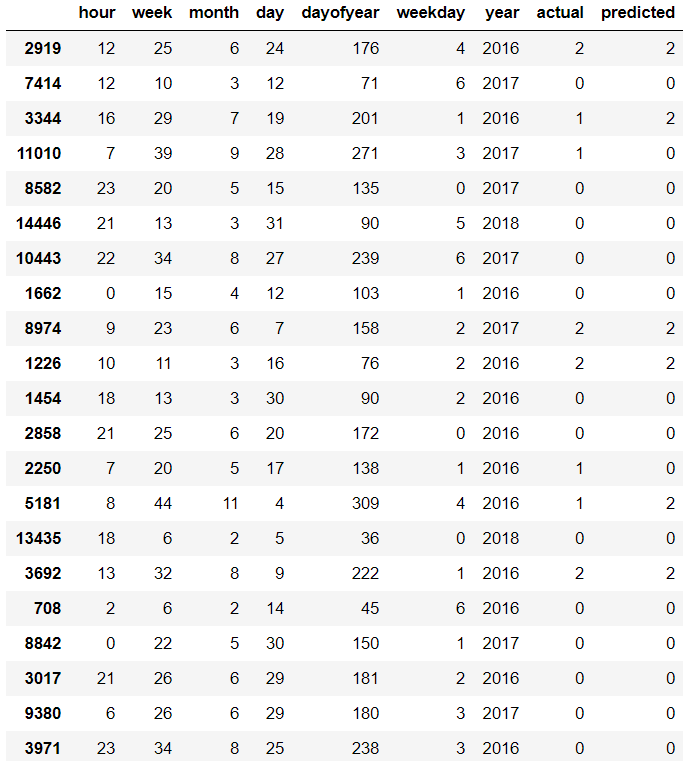 hour week month day dayofyear weekday year actual predicted
2919 12 25 6 24 176 4 2016 2 2
7414 12 10 3 12 71 6 2017 0 0
3344 16 29 7 19 201 1 2016 1 2
11010 7 39 9 28 271 3 2017 1 0
8582 23 20 5 15 135 0 2017 0 0
14446 21 13 3 31 90 5 2018 0 0
10443 22 34 8 27 239 6 2017 0 0
1662 0 15 4 12 103 1 2016 0 0
8974 9 23 6 7 158 2 2017 2 2
1226 10 11 3 16 76 2 2016 2 2
1454 18 13 3 30 90 2 2016 0 0
2858 21 25 6 20 172 0 2016 0 0
2250 7 20 5 17 138 1 2016 1 0
5181 8 44 11 4 309 4 2016 1 2
13435 18 6 2 5 36 0 2018 0 0
3692 13 32 8 9 222 1 2016 2 2
708 2 6 2 14 45 6 2016 0 0
8842 0 22 5 30 150 1 2017 0 0
3017 21 26 6 29 181 2 2016 0 0
9380 6 26 6 29 180 3 2017 0 0
3971 23 34 8 25 238 3 2016 0 0